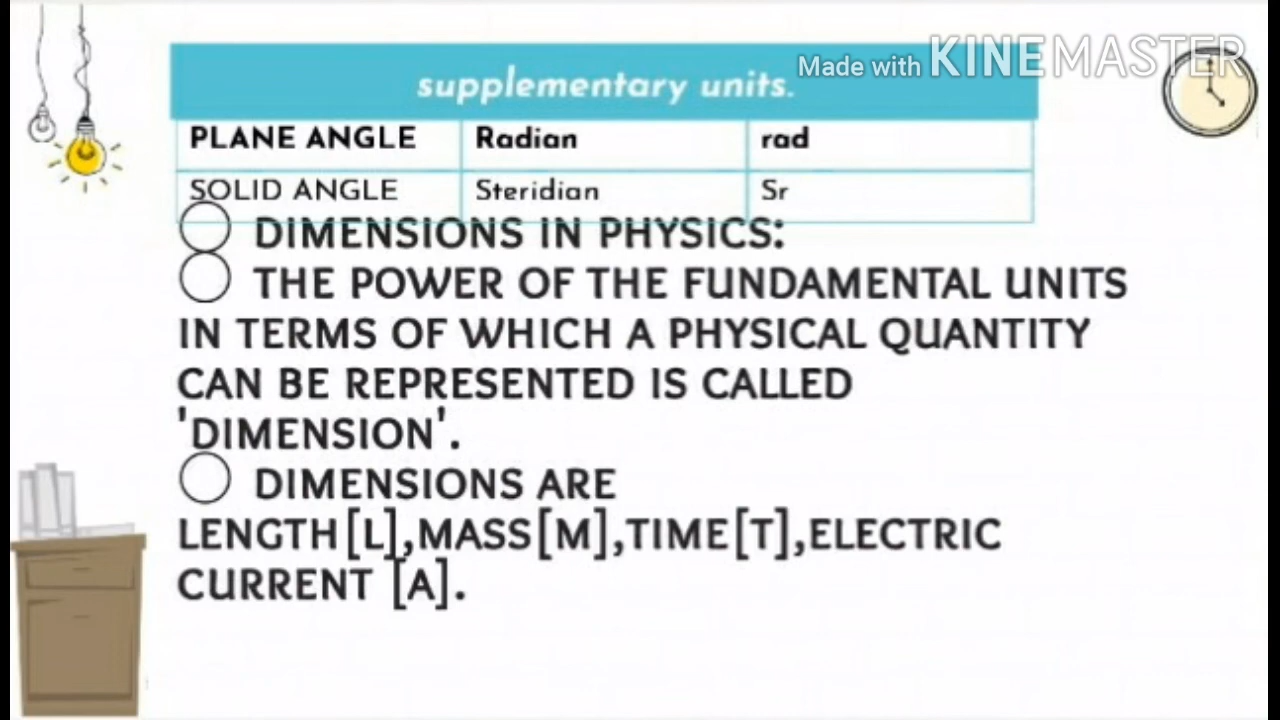 Made with KINEMASTER
supplementary units.
PLANE ANGLE Radian rad
SOLID ANGLE Steridian Sr
DIMENSIONS IN PHYSICS:
THE POWER OF THE FUNDAMENTAL UNITS
IN TERMS OF WHICH A PHYSICAL QUANTITY
CAN BE REPRESENTED IS CALLED
'DIMENSION'.
DIMENSIONS ARE
LENGTH[L],MASS[M],TIME[T],ELECTRIC
CURRENT [A].